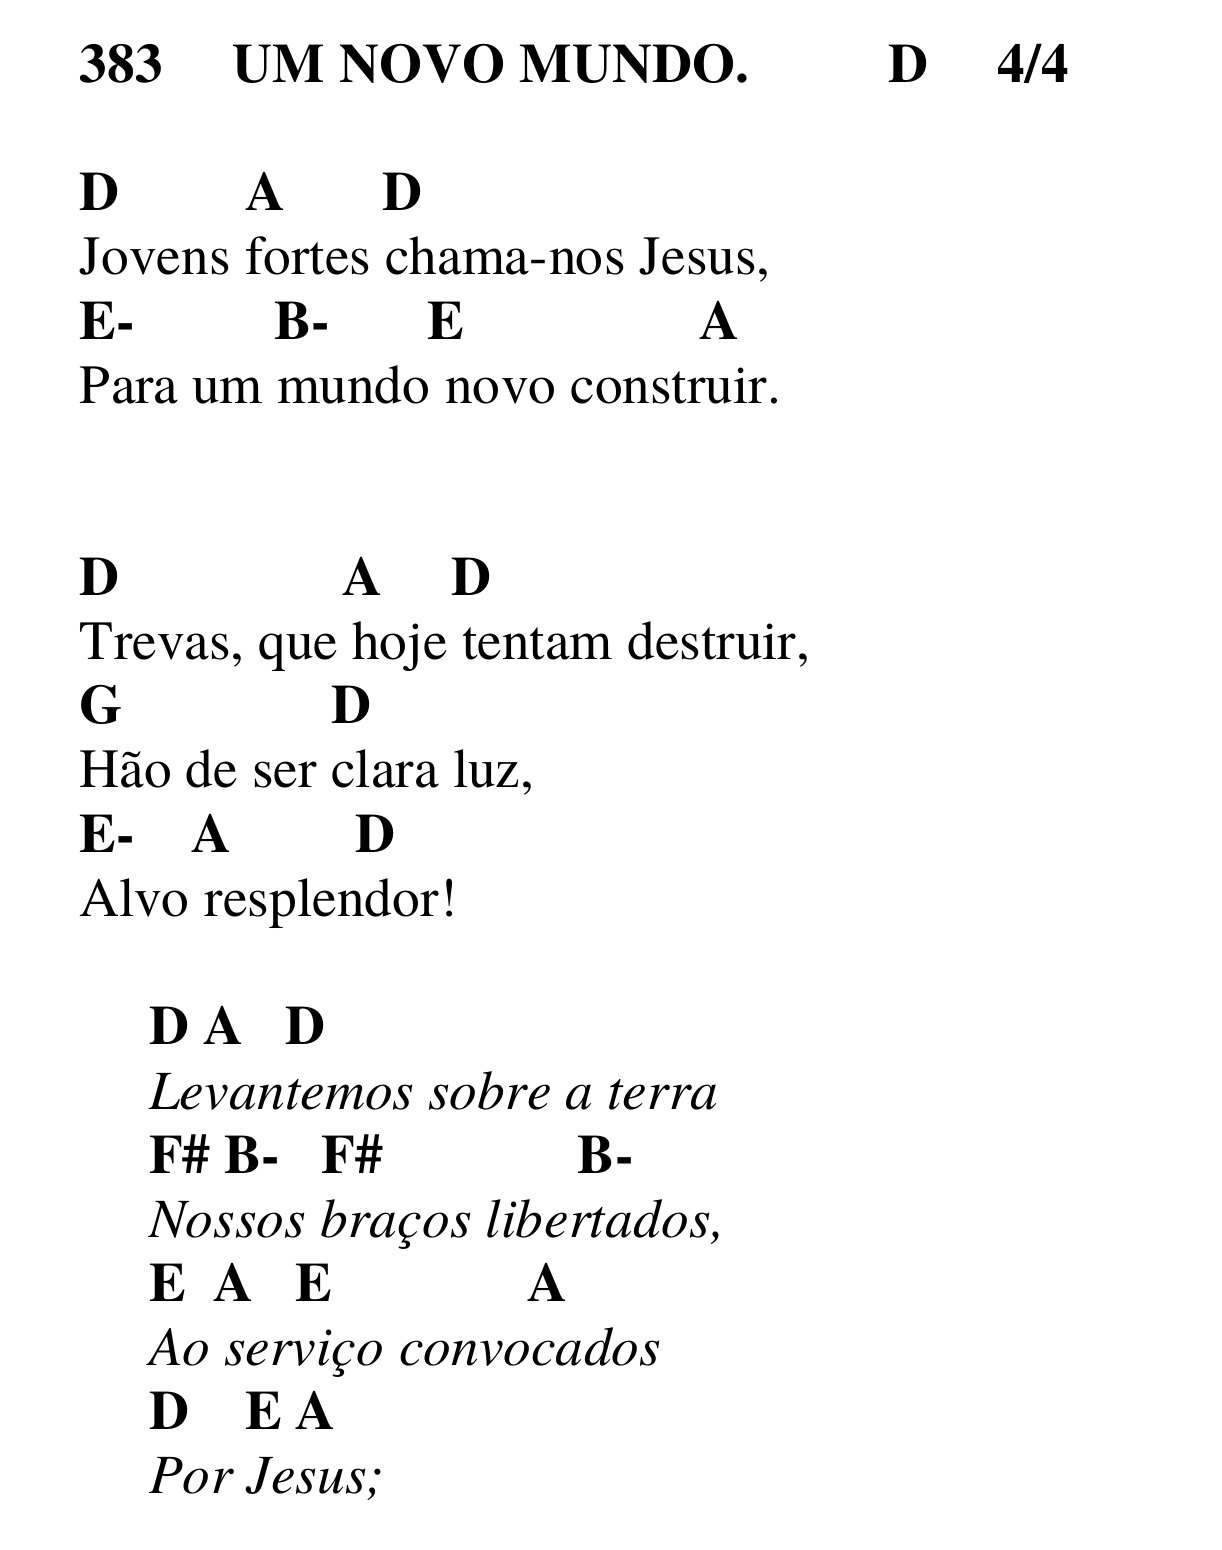 383 UM NOVO MUNDO. D 4/4
D A D
Jovens fortes chama-nos Jesus,
E- B- E A
Para um mundo novo construir.
D A D
Trevas, que hoje tentam destruir,
G D
Hão de ser clara luz,
E- A D
Alvo resplendor!
D A D
Levantemos sobre a terra
F# B- F# B-
Nossos braços libertados,
E A E A
Ao serviço convocados
D E A
Por Jesus;